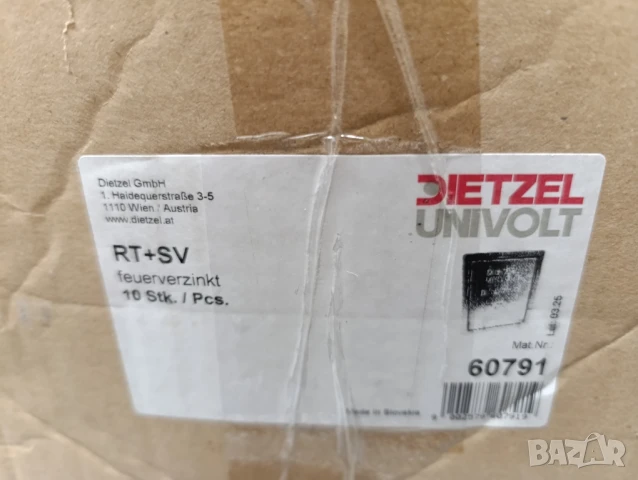 Dietzel GmbH
1. Haidequerstraße 3-5
1110 Wien / Austria
www.dietzel.at
DIETZEL
UNIVOLT
RT+SV
feuerverzinkt
10 Stk. / Pcs.
Mat.Nr.:
60791
Made in Slovakia
BAZAR